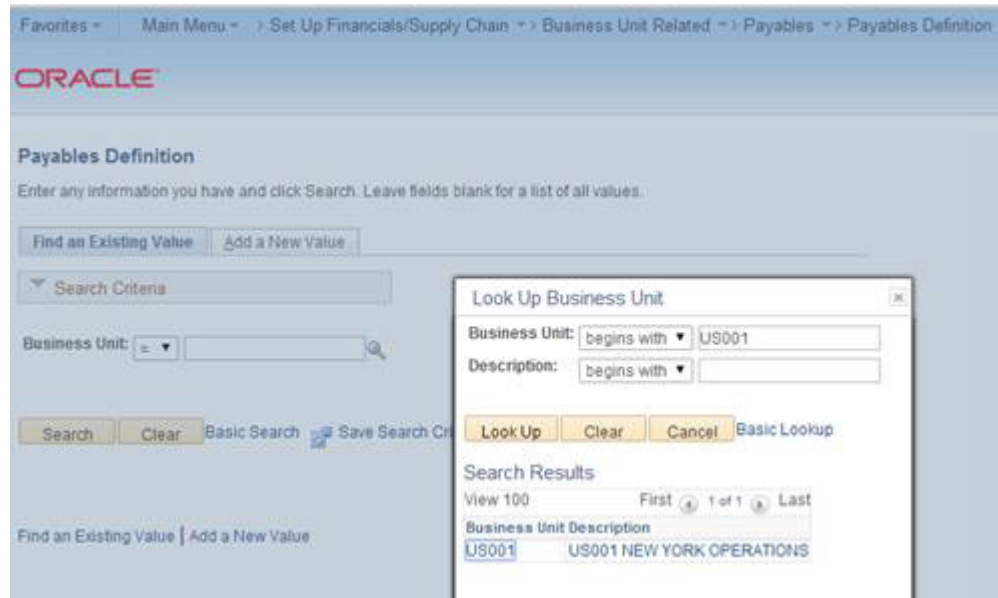 Favorites Main Menu > Set Up Financials/Supply Chain > Business Unit Related > Payables > Payables Definition
ORACLE
Payables Definition
Enter any information you have and click Search. Leave fields blank for a list of all values.
Find an Existing Value Add a New Value
Search Criteria
Business Unit: =
Search Clear Basic Search Save Search Cri
Find an Existing Value | Add a New Value
Look Up Business Unit
Business Unit: begins with US001
Description: begins with
Look Up Clear Cancel Basic Lookup
Search Results
View 100 First 1 of 1 Last
Business Unit Description
US001 US001 NEW YORK OPERATIONS